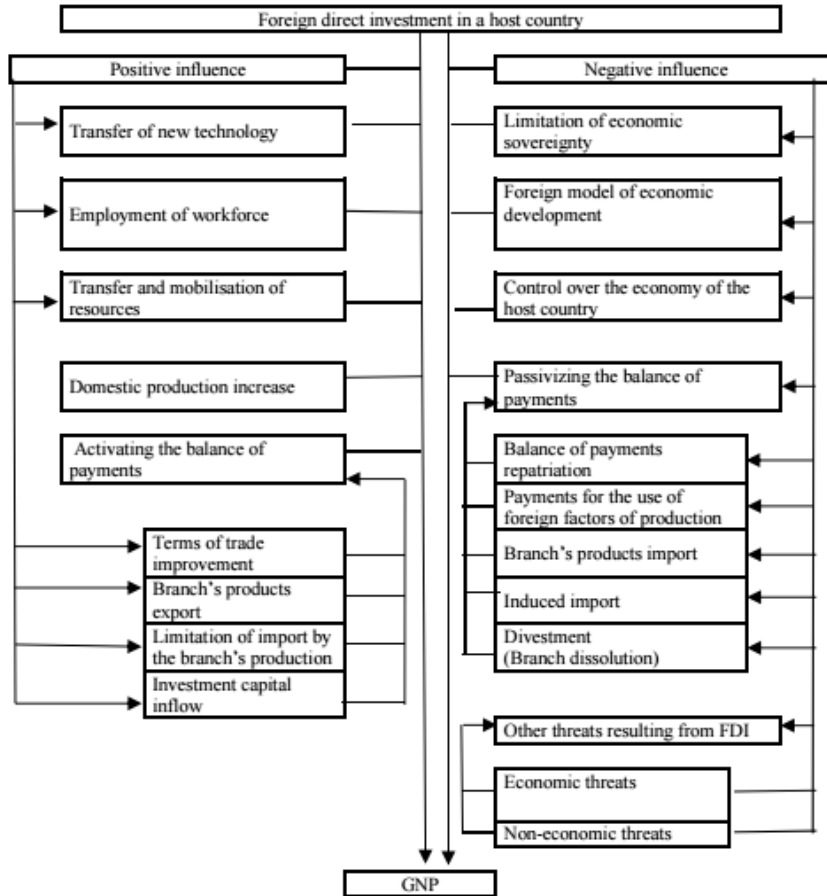 Foreign direct investment in a host country
Positive influence
Negative influence
Transfer of new technology
Limitation of economic
sovereignty
Employment of workforce
Foreign model of economic
development
Transfer and mobilisation of
resources
Control over the economy of the
host country
Domestic production increase
Passivizing the balance of
payments
Activating the balance of
payments
Balance of payments
repatriation
Payments for the use of
foreign factors of production
Terms of trade
improvement
Branch's products import
Branch's products
export
Induced import
Limitation of import by
the branch's production
Divestment
(Branch dissolution)
Investment capital
inflow
Other threats resulting from FDI
Economic threats
Non-economic threats
GNP